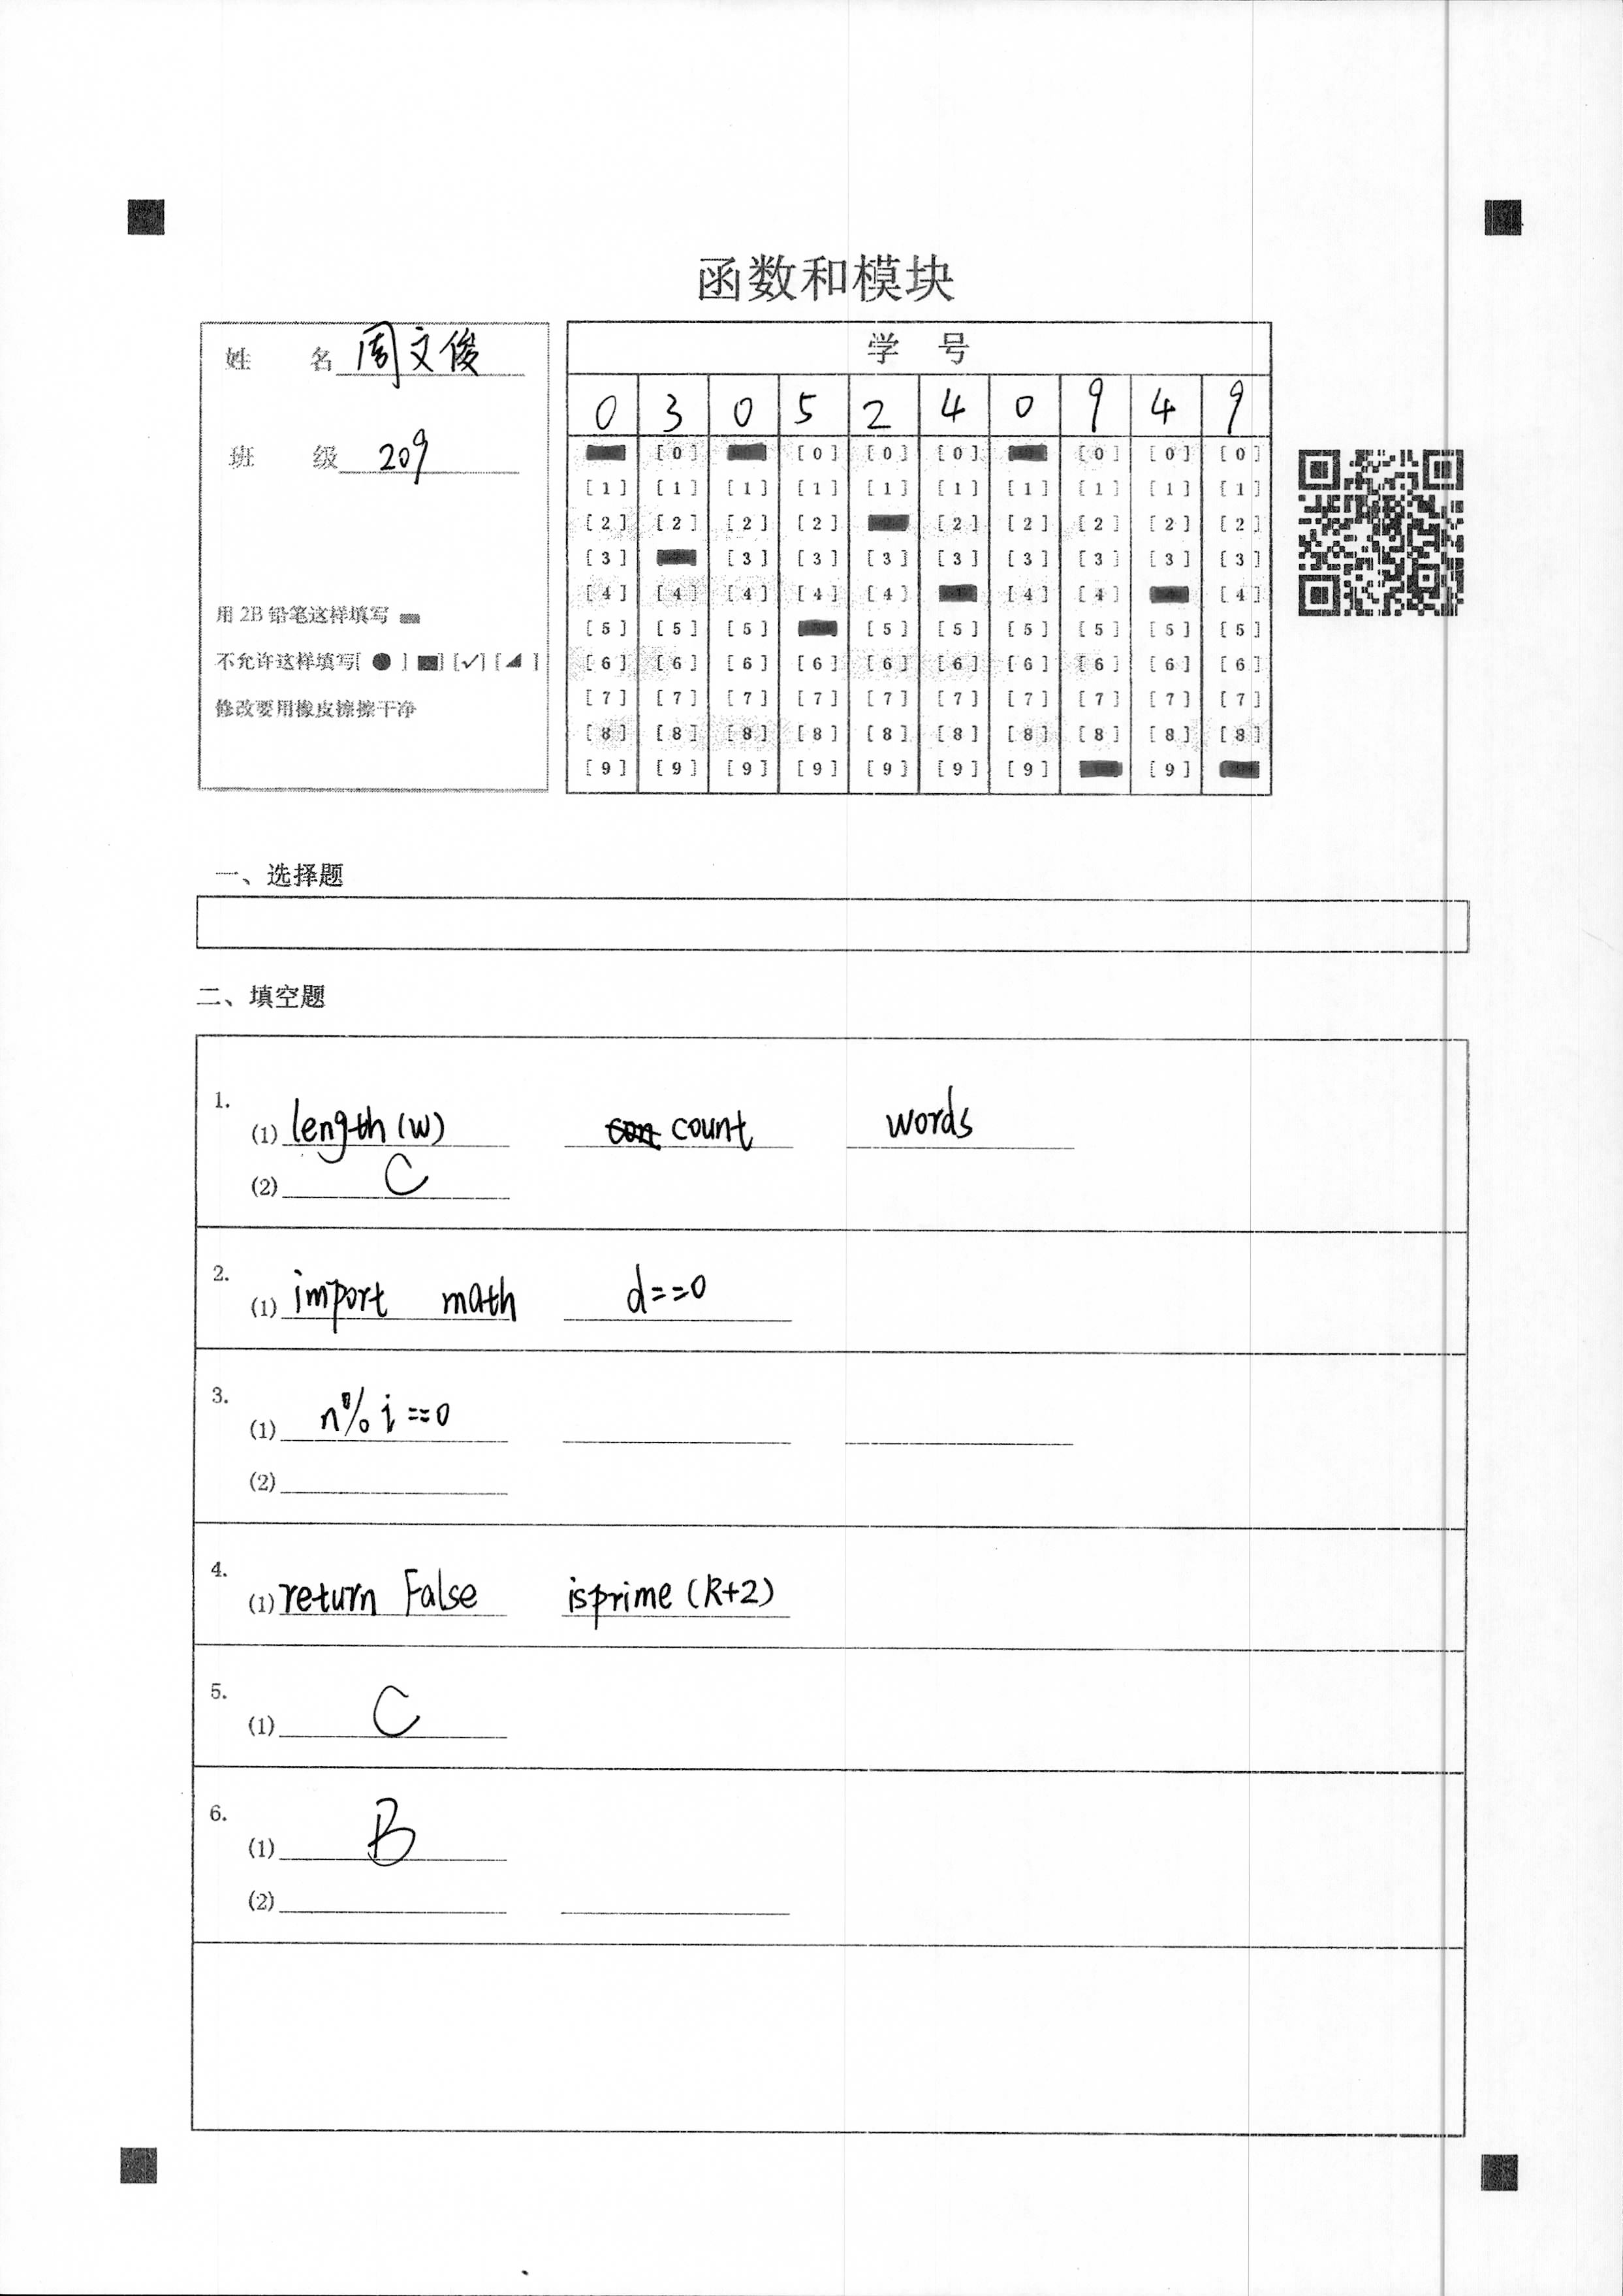 函数和模块
姓 名 周文俊
班 级 209
用 2B 铅笔这样填写
不允许这样填写[ ● ] [■] [✓] [◢ ]
修改要用橡皮擦擦干净
学 号
0 3 0 5 2 4 0 9 4 9
[0] [0] [0] [0] [0] [0] [0]
[1] [1] [1] [1] [1] [1] [1] [1] [1] [1]
[2] [2] [2] [2] [2] [2] [2] [2] [2]
[3] [3] [3] [3] [3] [3] [3] [3] [3]
[4] [4] [4] [4] [4] [4] [4] [4]
[5] [5] [5] [5] [5] [5] [5] [5] [5]
[6] [6] [6] [6] [6] [6] [6] [6] [6] [6]
[7] [7] [7] [7] [7] [7] [7] [7] [7] [7]
[8] [8] [8] [8] [8] [8] [8] [8] [8] [8]
[9] [9] [9] [9] [9] [9] [9] [9]
一、选择题
二、填空题
1.
(1) length(w) count words
(2) C
2.
(1) import math d==0
3.
(1) n%i==0
(2)
4.
(1) return False isprime(k+2)
5.
(1) C
6.
(1) B
(2)